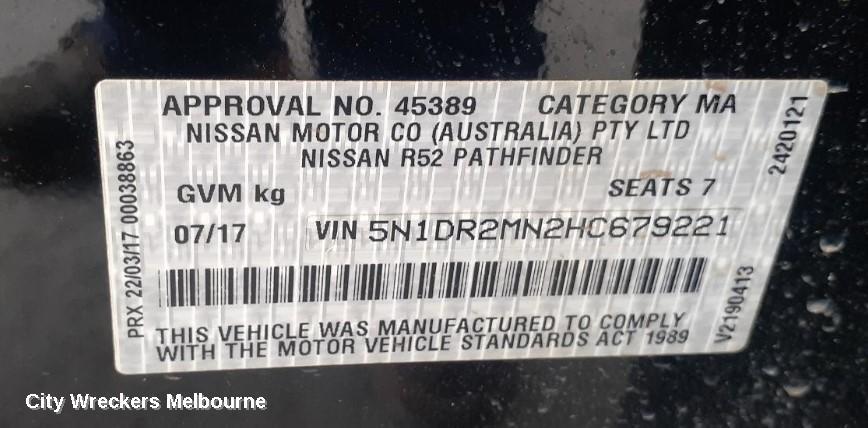 APPROVAL NO. 45389 CATEGORY MA
NISSAN MOTOR CO (AUSTRALIA) PTY LTD
NISSAN R52 PATHFINDER
GVM kg SEATS 7
07/17 VIN 5N1DR2MN2HC679221
THIS VEHICLE WAS MANUFACTURED TO COMPLY
WITH THE MOTOR VEHICLE STANDARDS ACT 1989
PRX 22/03/17 00038863
2420121
V2190413
City Wreckers Melbourne